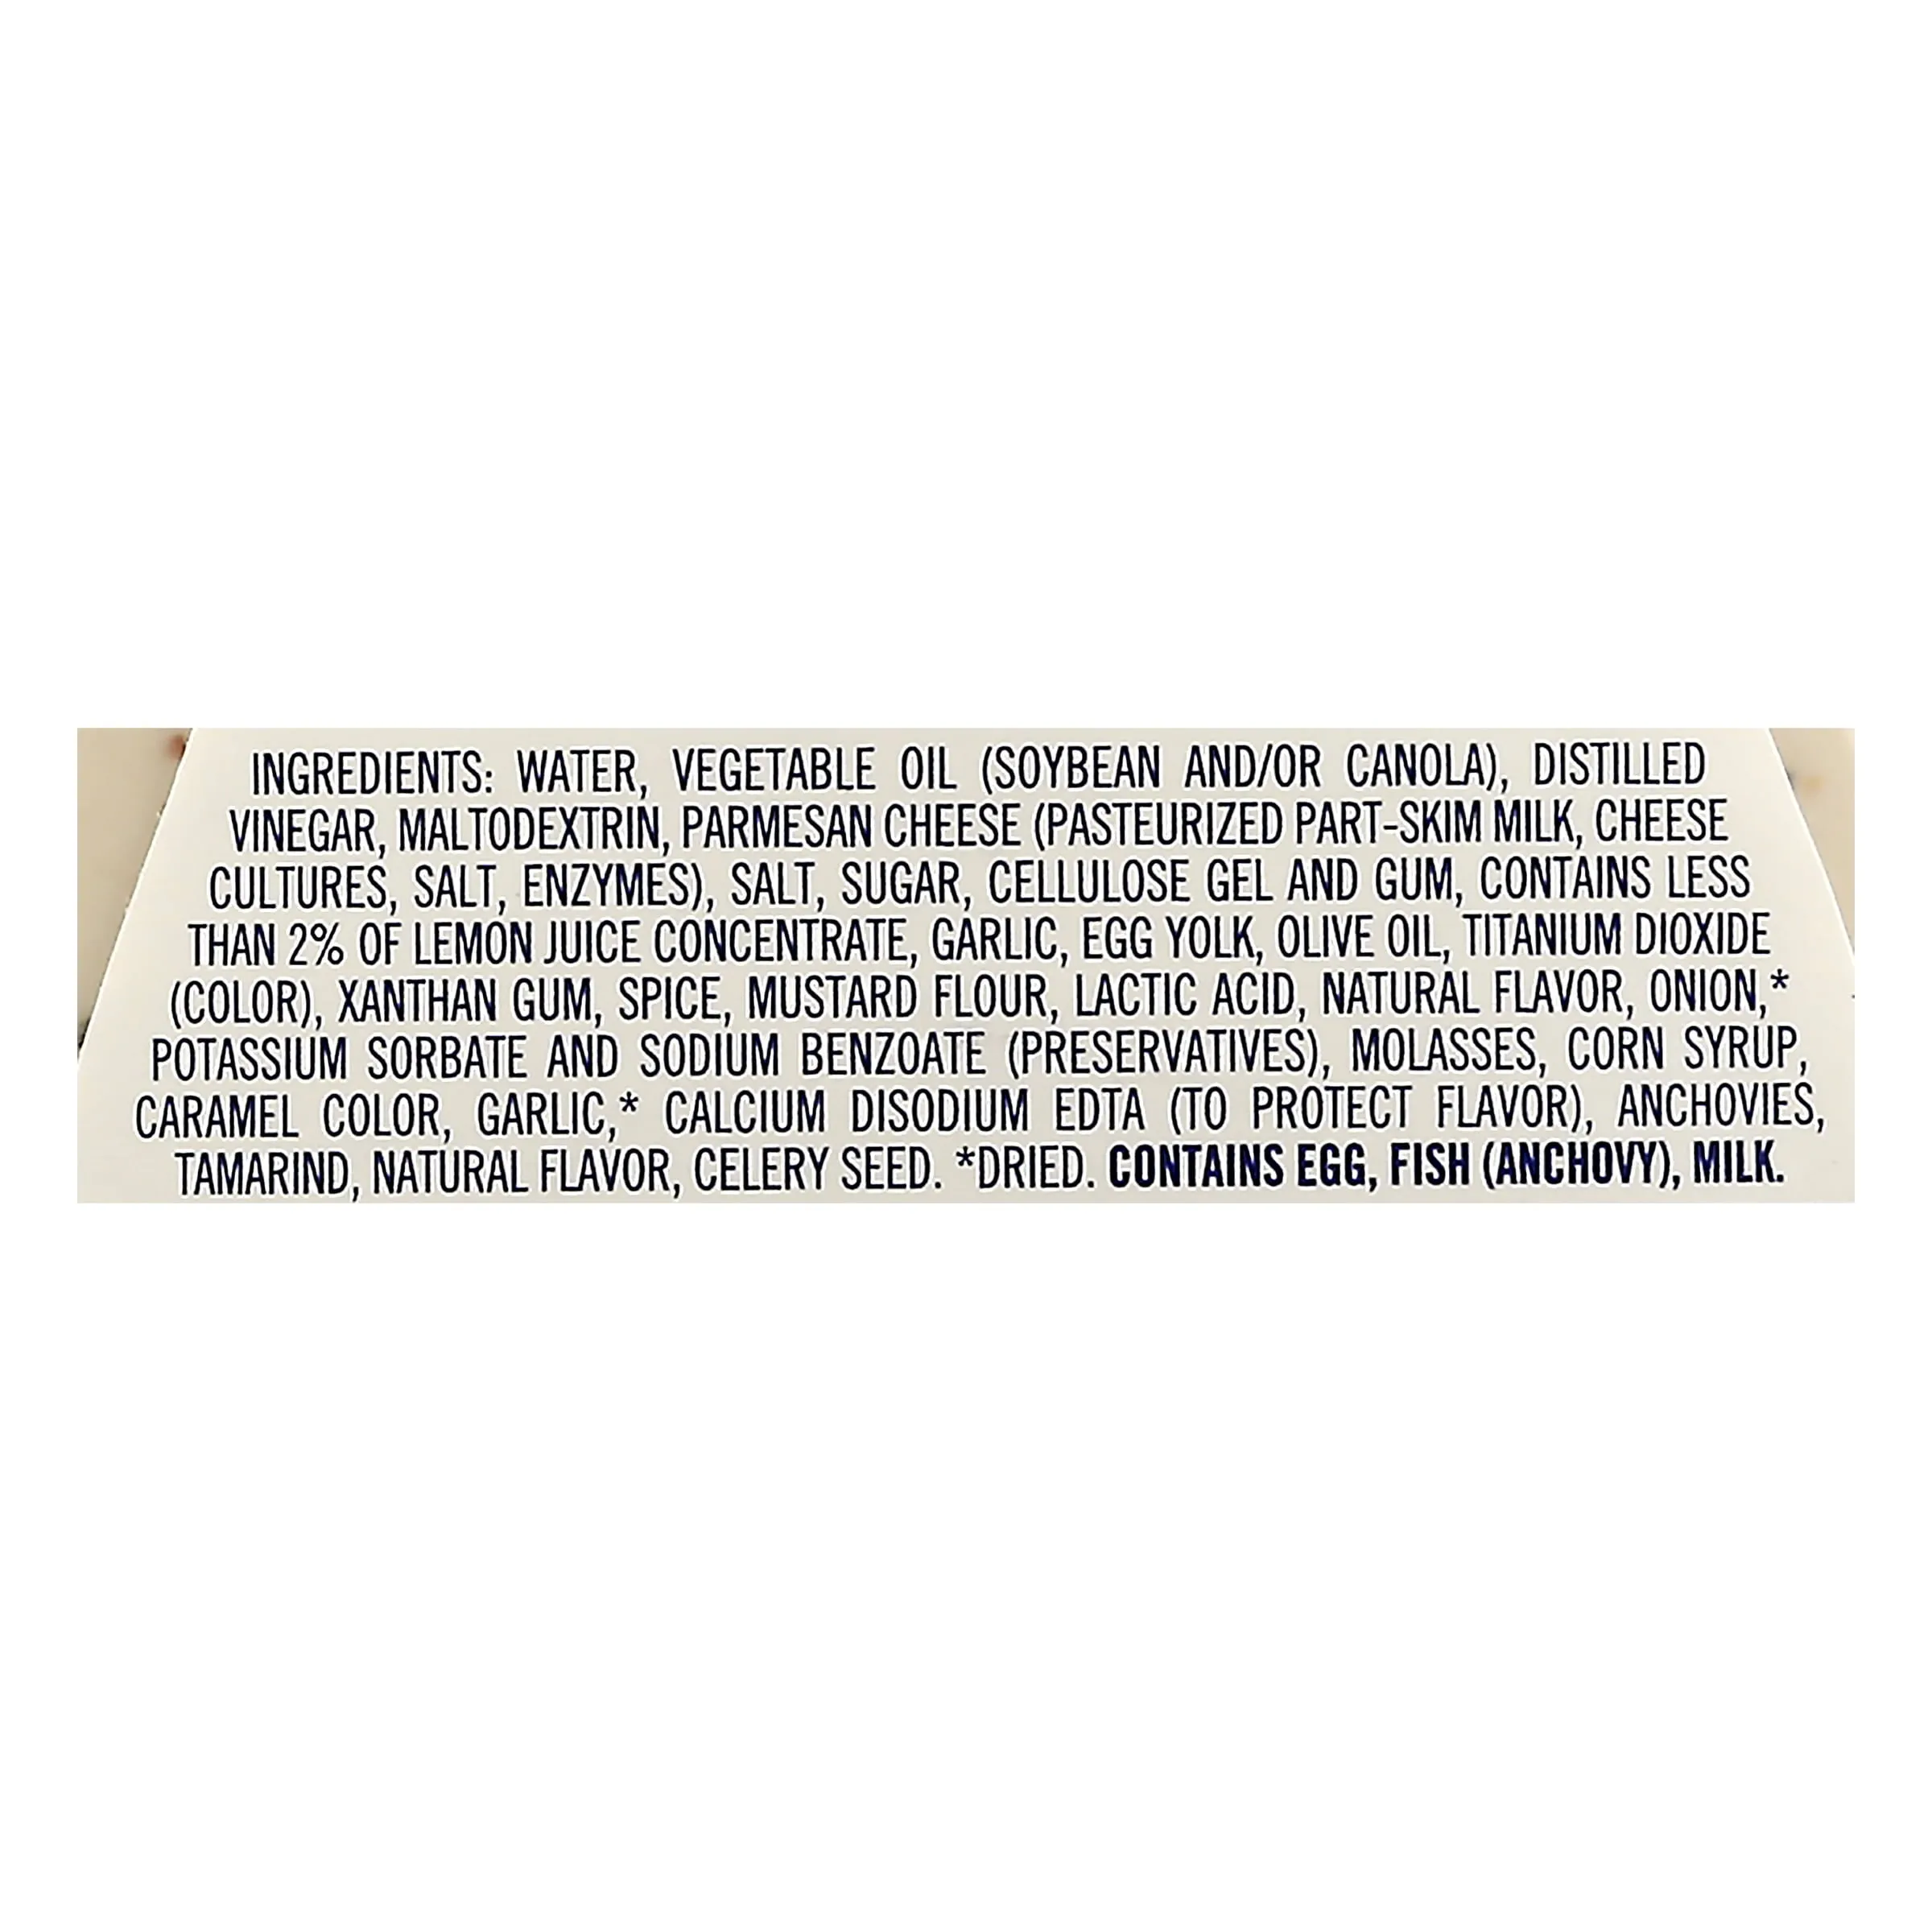 INGREDIENTS: WATER, VEGETABLE OIL (SOYBEAN AND/OR CANOLA), DISTILLED
VINEGAR, MALTODEXTRIN, PARMESAN CHEESE (PASTEURIZED PART-SKIM MILK, CHEESE
CULTURES, SALT, ENZYMES), SALT, SUGAR, CELLULOSE GEL AND GUM, CONTAINS LESS
THAN 2% OF LEMON JUICE CONCENTRATE, GARLIC, EGG YOLK, OLIVE OIL, TITANIUM DIOXIDE
(COLOR), XANTHAN GUM, SPICE, MUSTARD FLOUR, LACTIC ACID, NATURAL FLAVOR, ONION,*
POTASSIUM SORBATE AND SODIUM BENZOATE (PRESERVATIVES), MOLASSES, CORN SYRUP,
CARAMEL COLOR, GARLIC,* CALCIUM DISODIUM EDTA (TO PROTECT FLAVOR), ANCHOVIES,
TAMARIND, NATURAL FLAVOR, CELERY SEED. *DRIED. CONTAINS EGG, FISH (ANCHOVY), MILK.